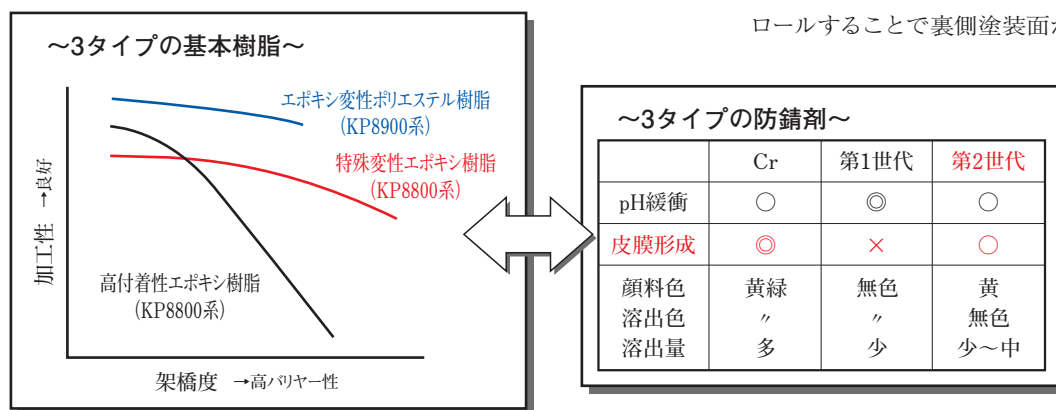 ロールすることで裏側塗装面
～3タイプの基本樹脂～
エポキシ変性ポリエステル樹脂
(KP8900系)
特殊変性エポキシ樹脂
(KP8800系)
高付着性エポキシ樹脂
(KP8800系)
加工性 →良好
架橋度 →高バリヤー性
～3タイプの防錆剤～
Cr 第1世代 第2世代
pH緩衝 ○ ◎ ○
皮膜形成 ◎ × ○
顔料色 黄緑 無色 黄
溶出色 〃 〃 無色
溶出量 多 少 少～中